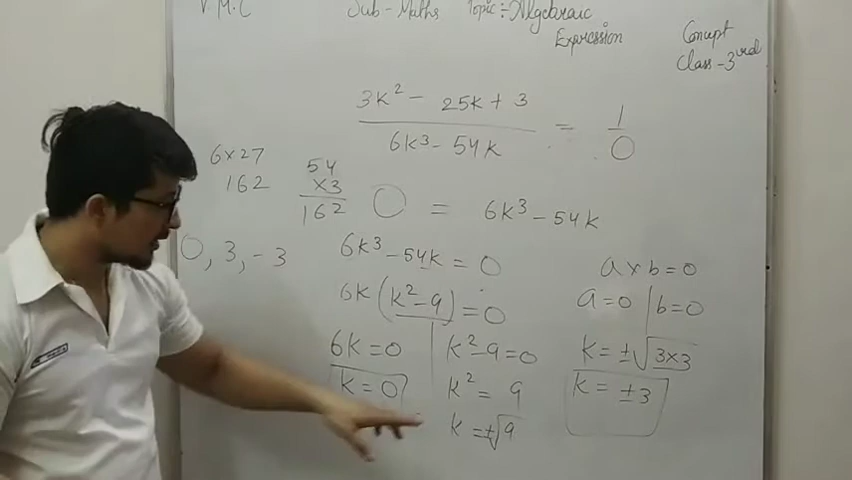 V.M.C Sub-Maths Topic:-Algebraic Expression
Concept Class-3rd
3k² - 25k + 3 / 6k³ - 54k = 1/0
6×27
162
54
×3
162
0 = 6k³ - 54k
0, 3, -3
6k³ - 54k = 0
6k(k² - 9) = 0
6k = 0
k = 0
k² - 9 = 0
k² = 9
k = ±√9
a × b = 0
a = 0 | b = 0
k = ±√3×3
k = ±3